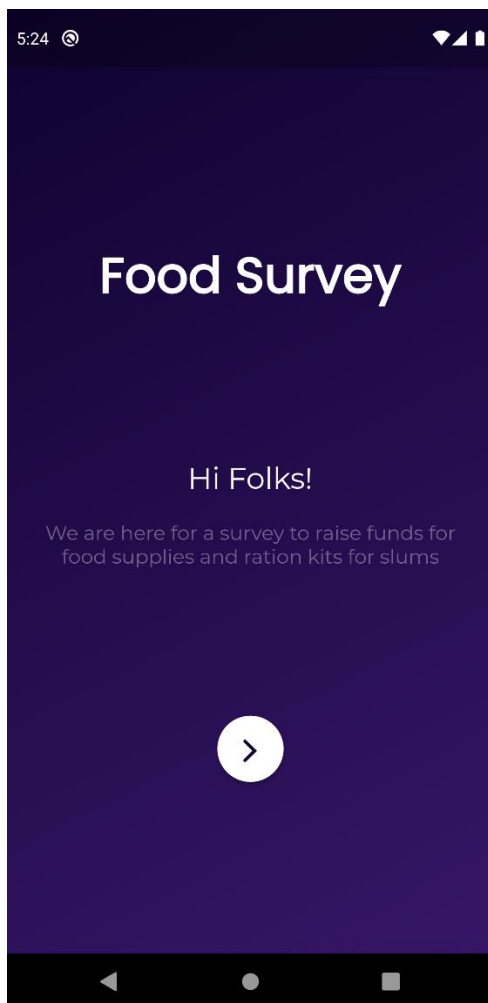 5:24
Food Survey
Hi Folks!
We are here for a survey to raise funds for
food supplies and ration kits for slums